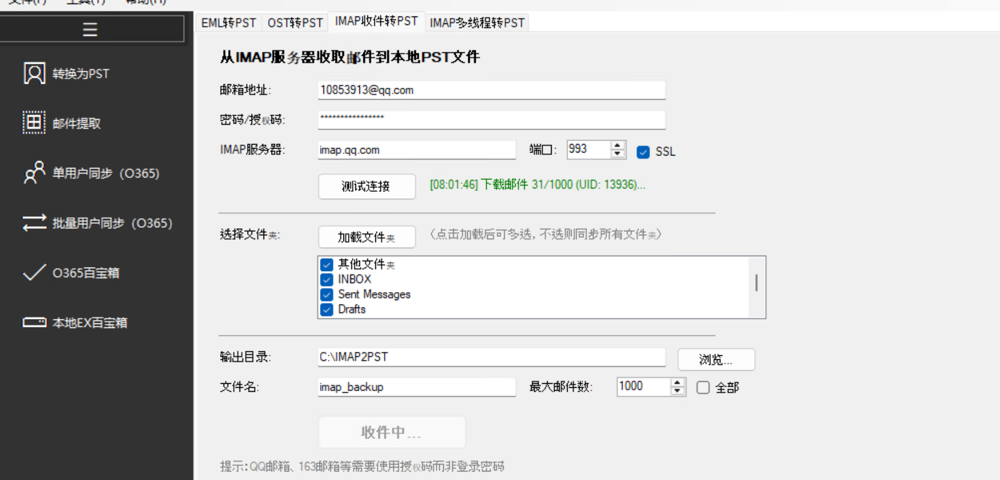 文件(F) 工具(T) 帮助(H)
EML转PST OST转PST IMAP收件转PST IMAP多线程转PST
转换为PST
邮件提取
单用户同步（O365）
批量用户同步（O365）
O365百宝箱
本地EX百宝箱
从IMAP服务器收取邮件到本地PST文件
邮箱地址: 10853913@qq.com
密码/授权码: ****************
IMAP服务器: imap.qq.com 端口: 993 SSL
测试连接 [08:01:46] 下载邮件 31/1000 (UID: 13936)...
选择文件夹: 加载文件夹 （点击加载后可多选, 不选则同步所有文件夹）
其他文件夹
INBOX
Sent Messages
Drafts
输出目录: C:\IMAP2PST 浏览...
文件名: imap_backup 最大邮件数: 1000 全部
收件中...
提示: QQ邮箱、163邮箱等需要使用授权码而非登录密码